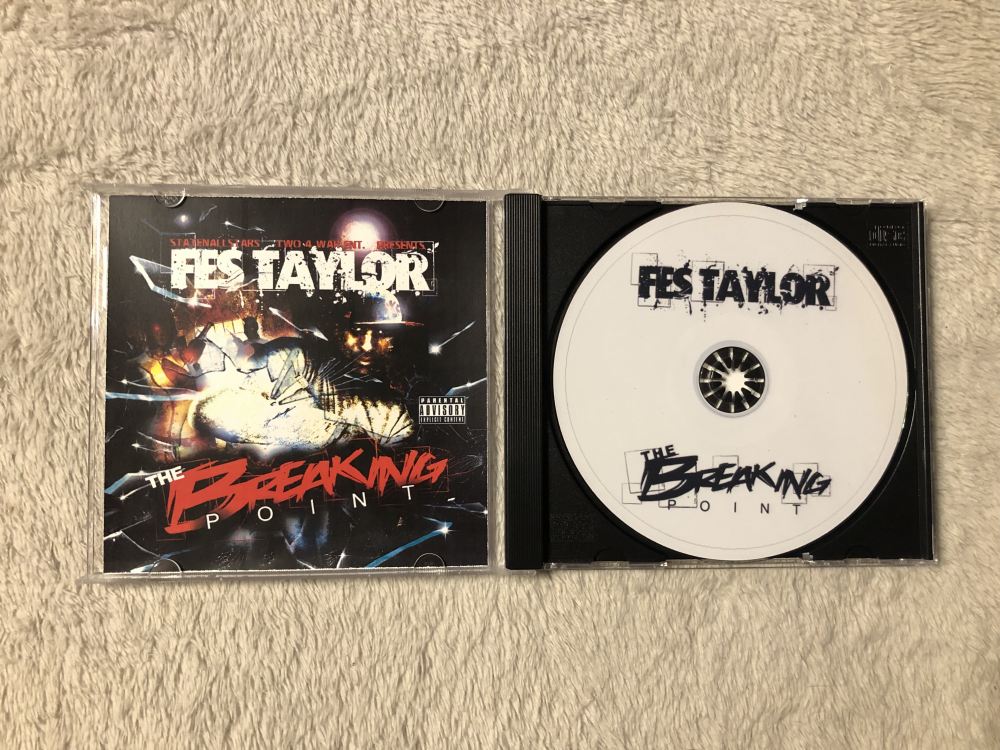 STATENALLSTARS TWO 4 WAR ENT. PRESENTS
FES TAYLOR
PARENTAL
ADVISORY
EXPLICIT CONTENT
THE
BREAKING
POINT
FES TAYLOR
THE
BREAKING
POINT